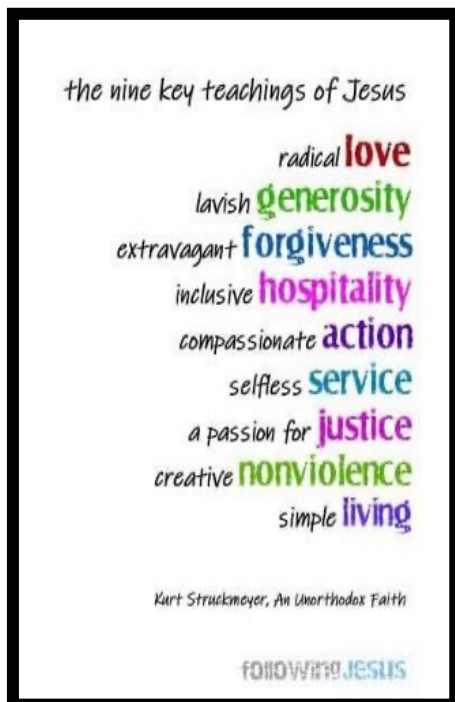 the nine key teachings of Jesus
radical love
lavish generosity
extravagant forgiveness
inclusive hospitality
compassionate action
selfless service
a passion for justice
creative nonviolence
simple living
Kurt Struckmeyer, An Unorthodox Faith
followingJESUS